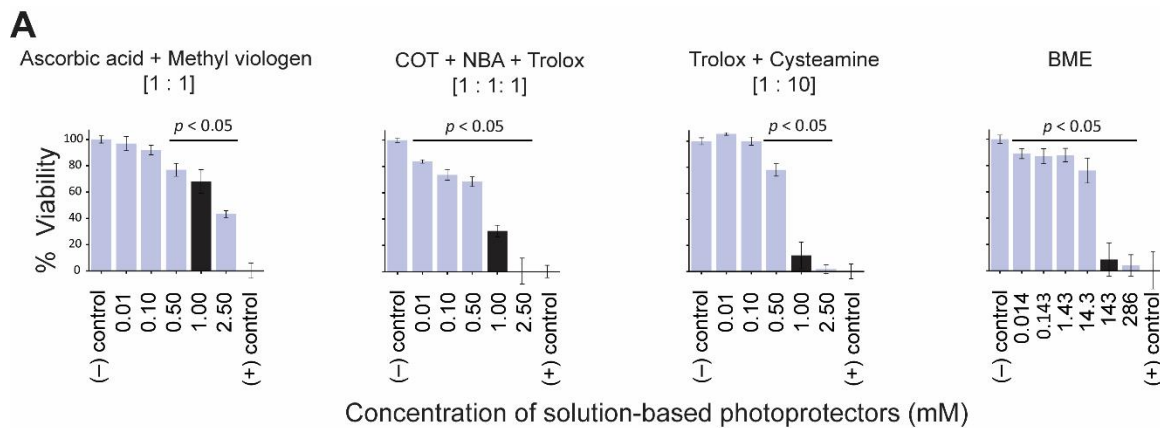 A
Ascorbic acid + Methyl viologen
[1 : 1]
COT + NBA + Trolox
[1 : 1: 1]
Trolox + Cysteamine
[1 : 10]
BME
p < 0.05
p < 0.05
p < 0.05
p < 0.05
% Viability
100
80
60
40
20
0
(–) control
0.01
0.10
0.50
1.00
2.50
(+) control
(–) control
0.01
0.10
0.50
1.00
2.50
(+) control
(–) control
0.01
0.10
0.50
1.00
2.50
(+) control
(–) control
0.014
0.143
1.43
14.3
143
286
(+) control
Concentration of solution-based photoprotectors (mM)